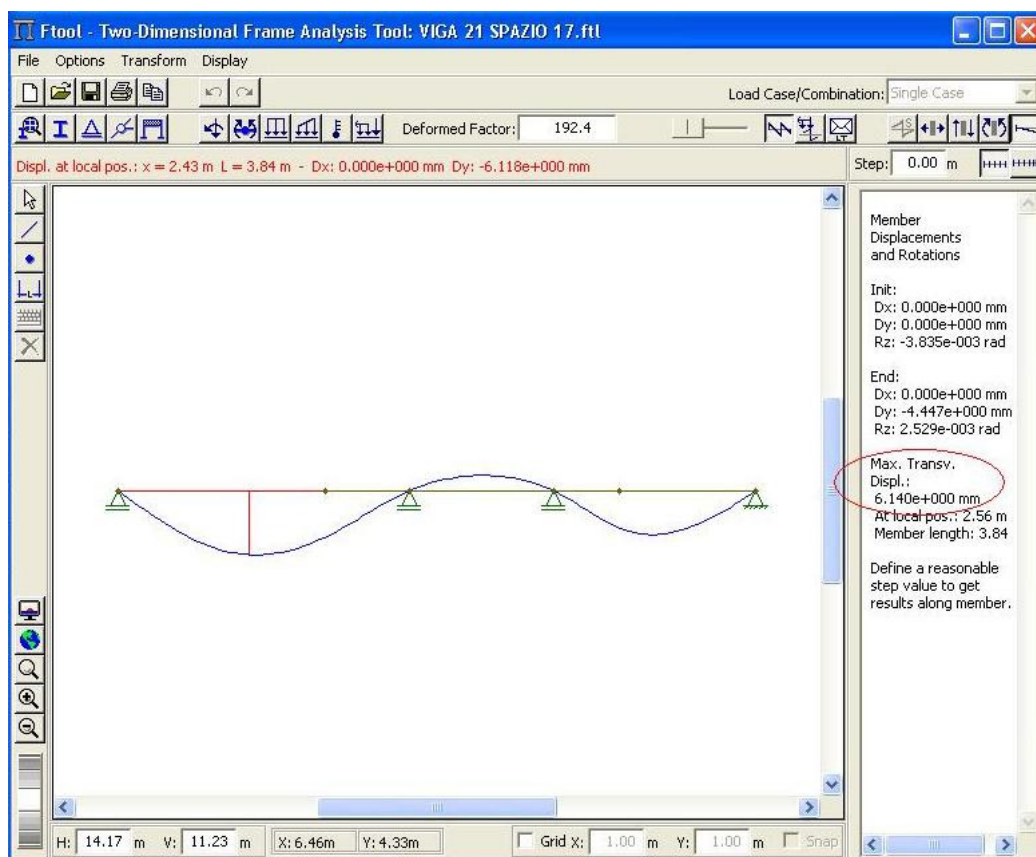 Ftool - Two-Dimensional Frame Analysis Tool: VIGA 21 SPAZIO 17.ftl
File Options Transform Display
Load Case/Combination: Single Case
Deformed Factor: 192.4
Displ. at local pos.: x = 2.43 m L = 3.84 m - Dx: 0.000e+000 mm Dy: -6.118e+000 mm
Step: 0.00 m
Member
Displacements
and Rotations
Init:
Dx: 0.000e+000 mm
Dy: 0.000e+000 mm
Rz: -3.835e-003 rad
End:
Dx: 0.000e+000 mm
Dy: -4.447e+000 mm
Rz: 2.529e-003 rad
Max. Transv.
Displ.:
6.140e+000 mm
At local pos.: 2.56 m
Member length: 3.84
Define a reasonable
step value to get
results along member.
H: 14.17 m V: 11.23 m X: 6.46m Y: 4.33m Grid X: 1.00 m Y: 1.00 m Snap